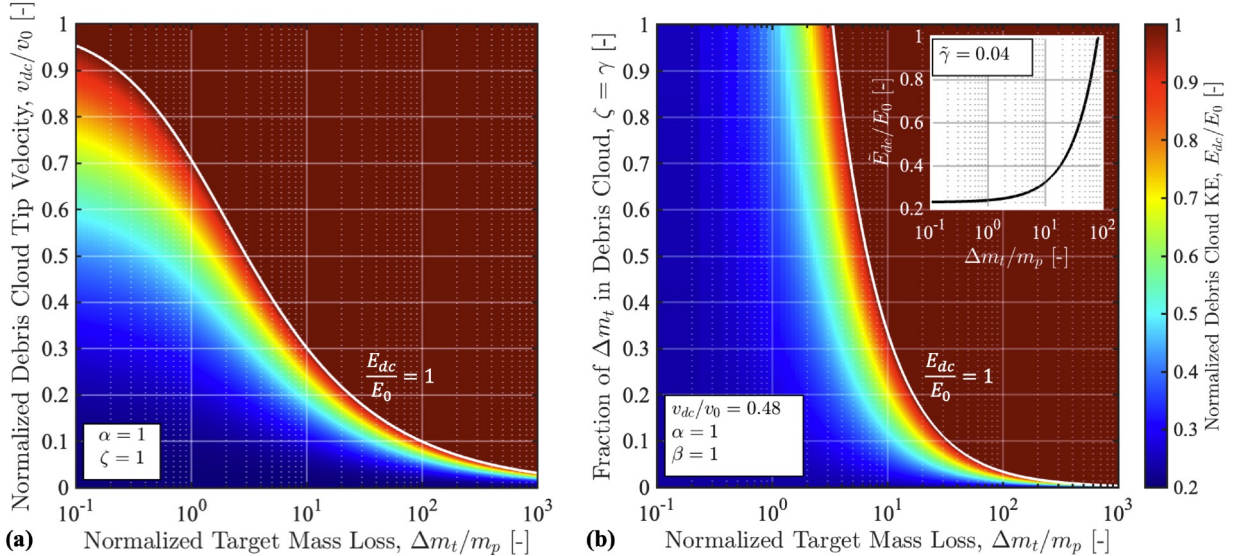 Normalized Debris Cloud Tip Velocity, v_dc/v_0 [-]
1
0.9
0.8
0.7
0.6
0.5
0.4
0.3
0.2
0.1
0
E_dc/E_0 = 1
α = 1
ζ = 1
10^-1 10^0 10^1 10^2 10^3
(a) Normalized Target Mass Loss, Δm_t/m_p [-]
Fraction of Δm_t in Debris Cloud, ζ = γ [-]
1
0.9
0.8
0.7
0.6
0.5
0.4
0.3
0.2
0.1
0
Ẽ_dc/E_0 [-]
1
0.8
0.6
0.4
0.2
γ̃ = 0.04
10^-1 10^0 10^1 10^2
Δm_t/m_p [-]
E_dc/E_0 = 1
v_dc/v_0 = 0.48
α = 1
β = 1
10^-1 10^0 10^1 10^2 10^3
(b) Normalized Target Mass Loss, Δm_t/m_p [-]
1
0.9
0.8
0.7
0.6
0.5
0.4
0.3
0.2
Normalized Debris Cloud KE, E_dc/E_0 [-]